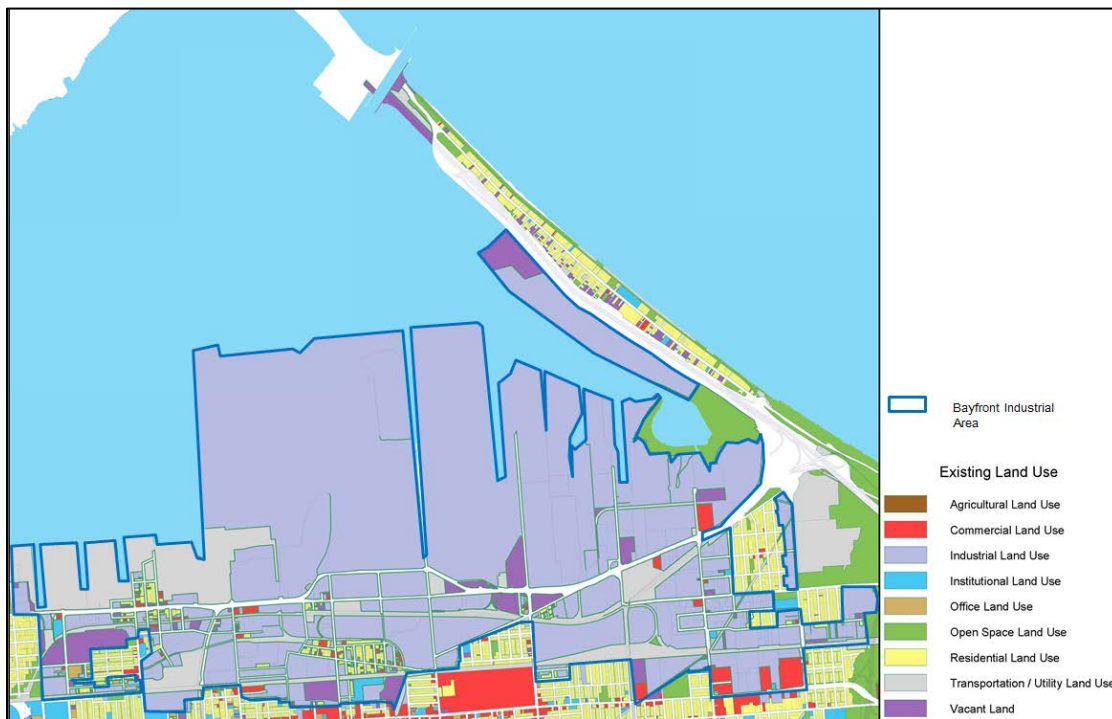 Bayfront Industrial
Area
Existing Land Use
Agricultural Land Use
Commercial Land Use
Industrial Land Use
Institutional Land Use
Office Land Use
Open Space Land Use
Residential Land Use
Transportation / Utility Land Use
Vacant Land